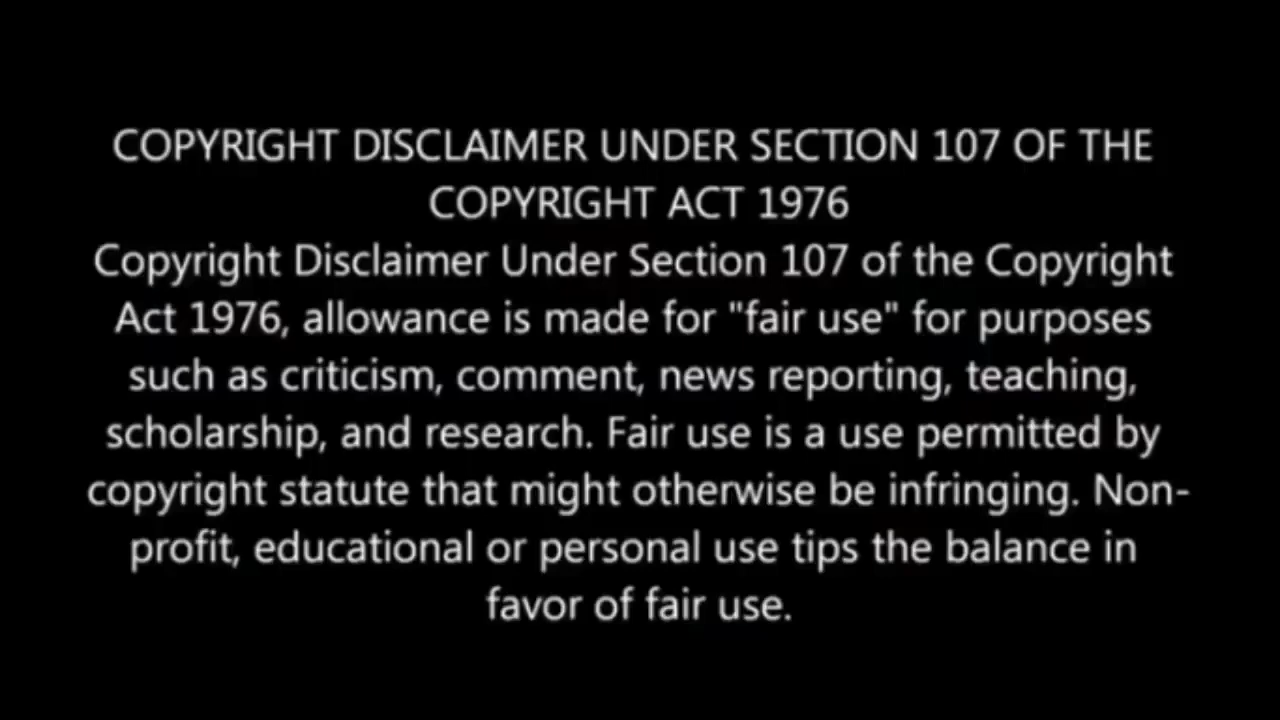 COPYRIGHT DISCLAIMER UNDER SECTION 107 OF THE
COPYRIGHT ACT 1976
Copyright Disclaimer Under Section 107 of the Copyright
Act 1976, allowance is made for "fair use" for purposes
such as criticism, comment, news reporting, teaching,
scholarship, and research. Fair use is a use permitted by
copyright statute that might otherwise be infringing. Non-
profit, educational or personal use tips the balance in
favor of fair use.